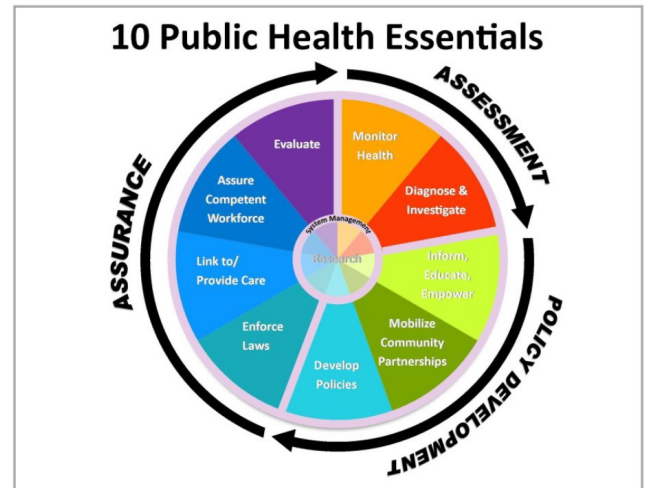 10 Public Health Essentials
ASSESSMENT
Monitor
Health
Diagnose &
Investigate
Inform,
Educate,
Empower
POLICY DEVELOPMENT
Mobilize
Community
Partnerships
Develop
Policies
ASSURANCE
Enforce
Laws
Link to/
Provide Care
Assure
Competent
Workforce
Evaluate
System Management
Research